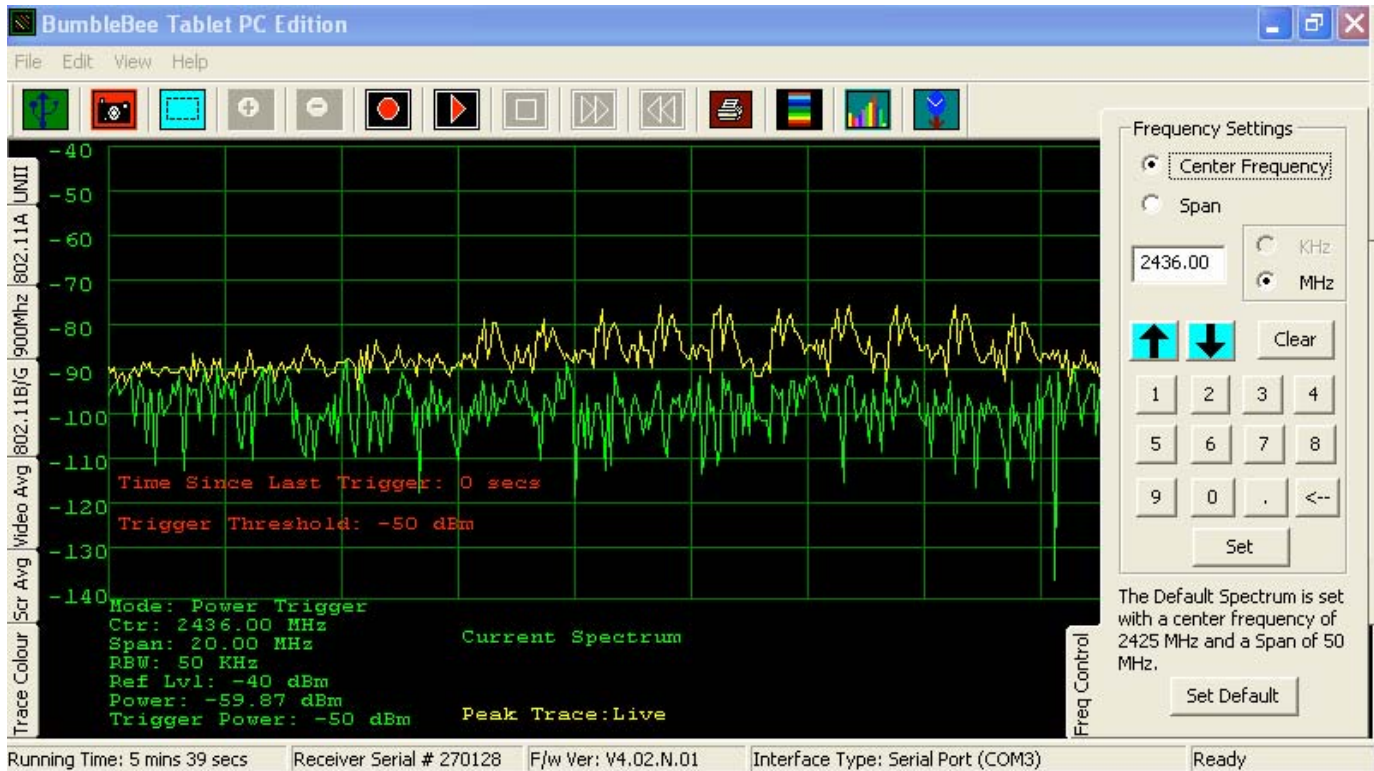 BumbleBee Tablet PC Edition
File Edit View Help
-40
-50
-60
-70
-80
-90
-100
-110
-120
-130
-140
UNII
802.11A
900Mhz
802.11B/G
Video Avg
Scr Avg
Trace Colour
Time Since Last Trigger: 0 secs
Trigger Threshold: -50 dBm
Mode: Power Trigger
Ctr: 2436.00 MHz
Span: 20.00 MHz
RBW: 50 KHz
Ref Lvl: -40 dBm
Power: -59.87 dBm
Trigger Power: -50 dBm
Current Spectrum
Peak Trace:Live
Freq Control
Frequency Settings
Center Frequency
Span
2436.00
KHz
MHz
Clear
1 2 3 4
5 6 7 8
9 0 . <--
Set
The Default Spectrum is set
with a center frequency of
2425 MHz and a Span of 50
MHz.
Set Default
Running Time: 5 mins 39 secs
Receiver Serial # 270128
F/w Ver: V4.02.N.01
Interface Type: Serial Port (COM3)
Ready